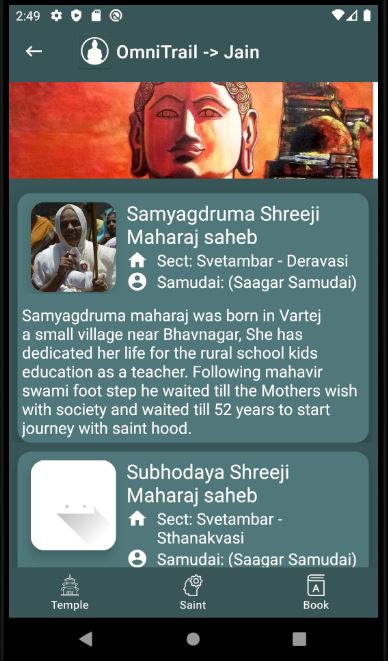 2:49
OmniTrail -> Jain
Samyagdruma Shreeji
Maharaj saheb
Sect: Svetambar - Deravasi
Samudai: (Saagar Samudai)
Samyagdruma maharaj was born in Vartej
a small village near Bhavnagar, She has
dedicated her life for the rural school kids
education as a teacher. Following mahavir
swami foot step he waited till the Mothers wish
with society and waited till 52 years to start
journey with saint hood.
Subhodaya Shreeji
Maharaj saheb
Sect: Svetambar -
Sthanakvasi
Samudai: (Saagar Samudai)
A
Temple
Saint
Book